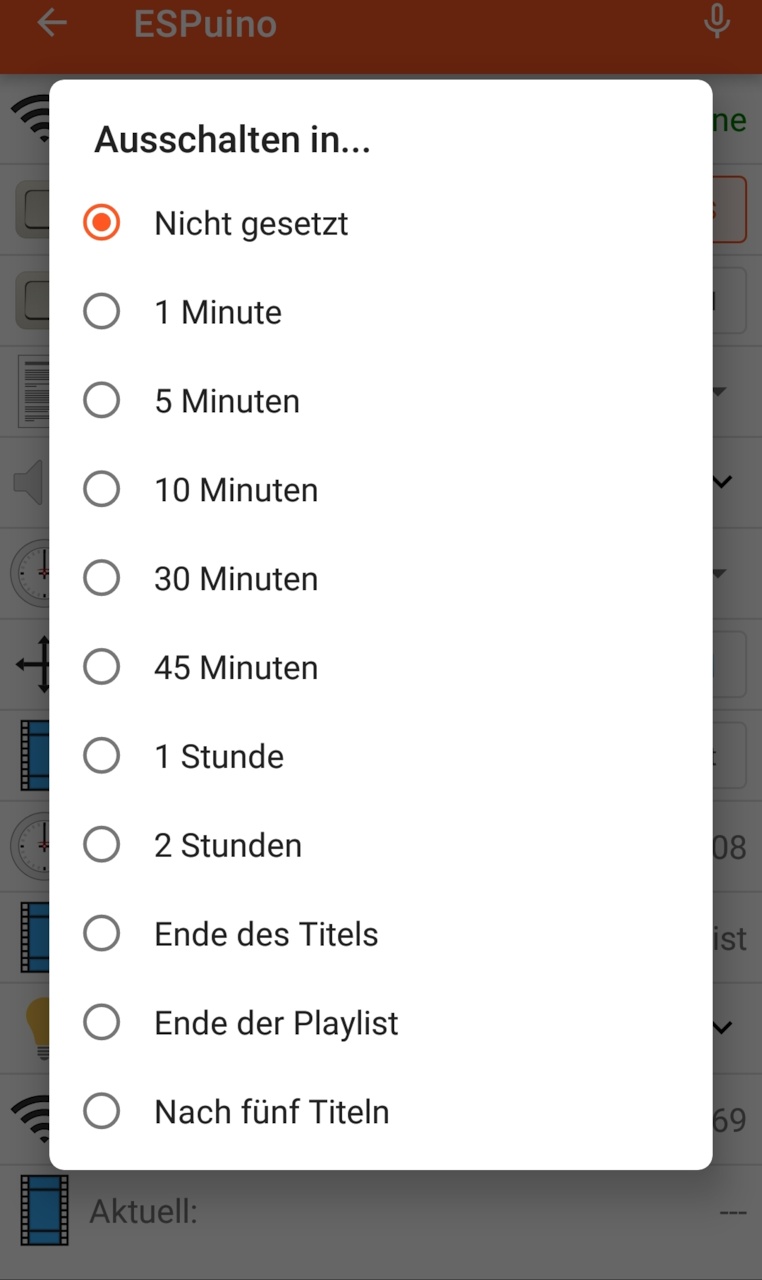 ESPuino
Ausschalten in...
Nicht gesetzt
1 Minute
5 Minuten
10 Minuten
30 Minuten
45 Minuten
1 Stunde
2 Stunden
Ende des Titels
Ende der Playlist
Nach fünf Titeln
Aktuell:
---